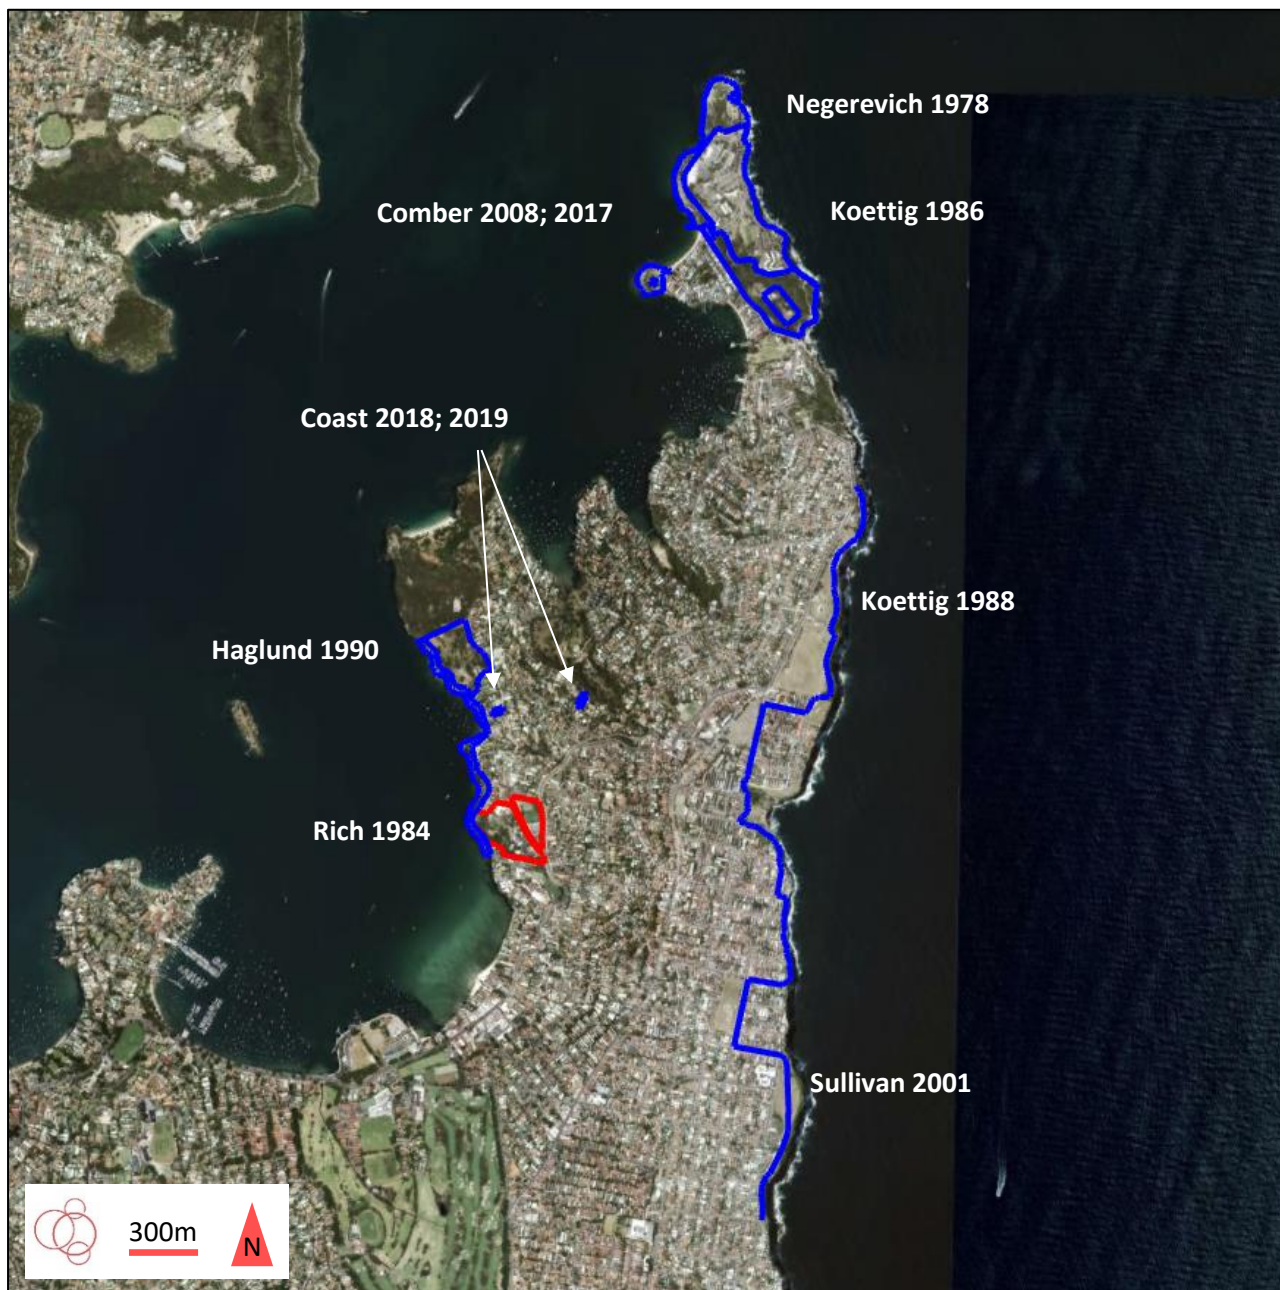 Negerevich 1978
Comber 2008; 2017
Koettig 1986
Coast 2018; 2019
Koettig 1988
Haglund 1990
Rich 1984
Sullivan 2001
300m
N